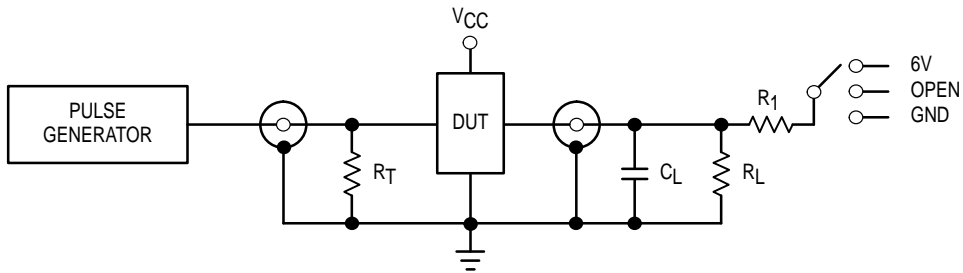 VCC
PULSE
GENERATOR
DUT
RT
CL
RL
R1
6V
OPEN
GND